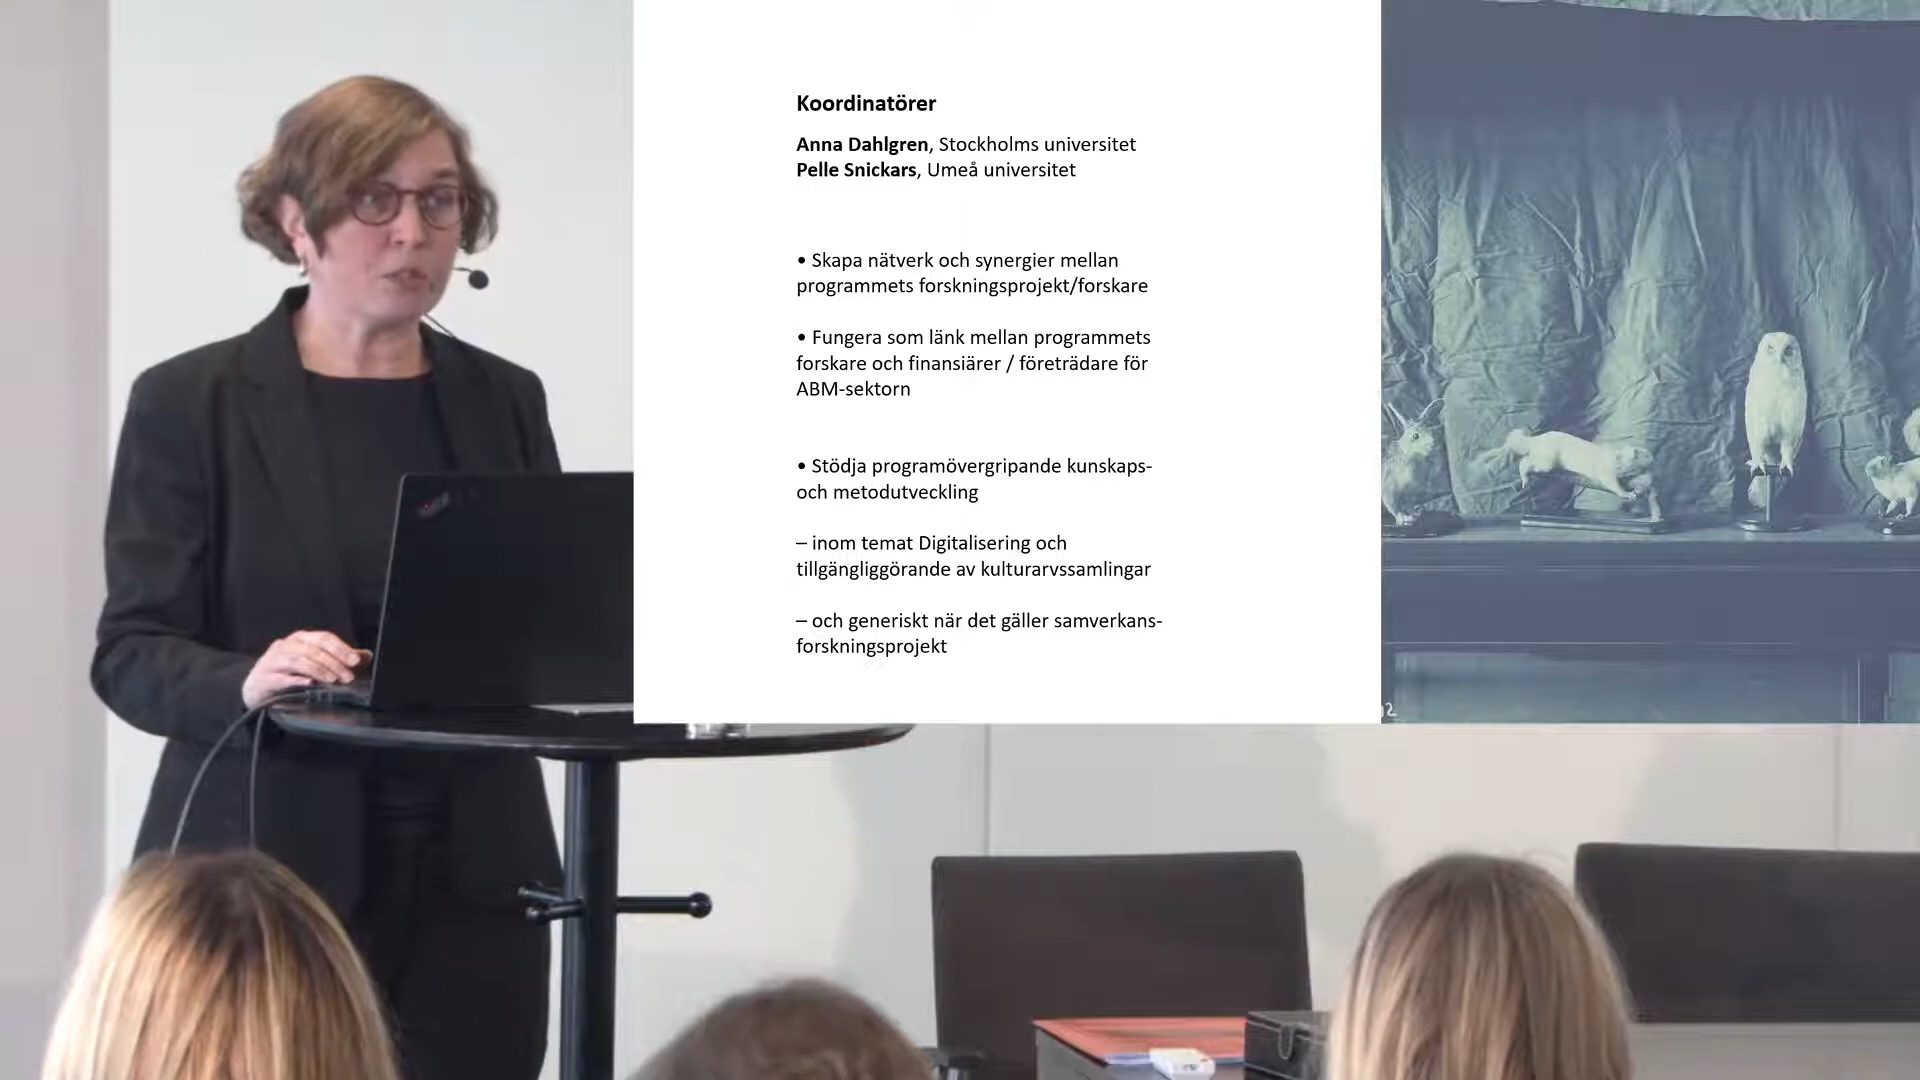 Koordinatörer
Anna Dahlgren, Stockholms universitet
Pelle Snickars, Umeå universitet
• Skapa nätverk och synergier mellan
programmets forskningsprojekt/forskare
• Fungera som länk mellan programmets
forskare och finansiärer / företrädare för
ABM-sektorn
• Stödja programövergripande kunskaps-
och metodutveckling
– inom temat Digitalisering och
tillgängliggörande av kulturarvssamlingar
– och generiskt när det gäller samverkans-
forskningsprojekt